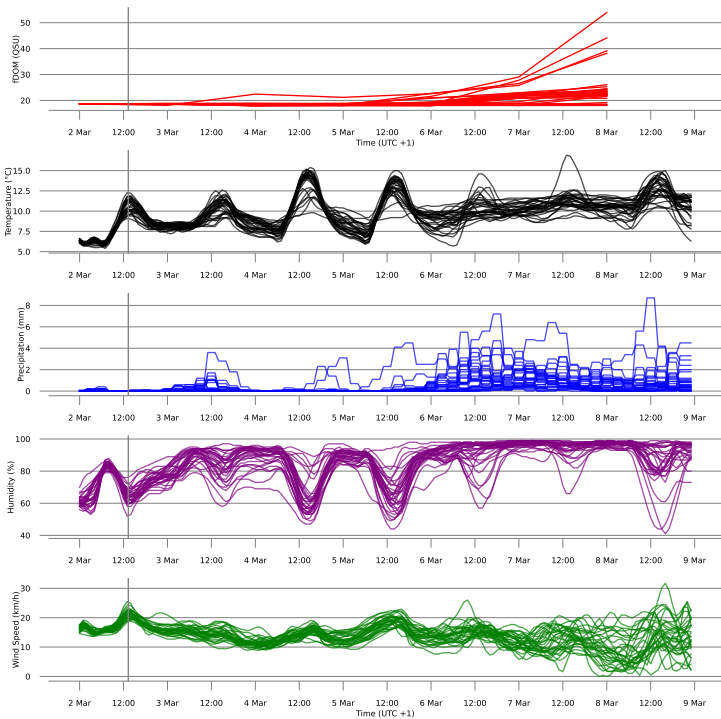 fDOM (QSU)
50
40
30
20
2 Mar 12:00 3 Mar 12:00 4 Mar 12:00 5 Mar 12:00 6 Mar 12:00 7 Mar 12:00 8 Mar 12:00 9 Mar
Time (UTC +1)
Temperature (°C)
15.0
12.5
10.0
7.5
5.0
2 Mar 12:00 3 Mar 12:00 4 Mar 12:00 5 Mar 12:00 6 Mar 12:00 7 Mar 12:00 8 Mar 12:00 9 Mar
Precipitation (mm)
8
6
4
2
0
2 Mar 12:00 3 Mar 12:00 4 Mar 12:00 5 Mar 12:00 6 Mar 12:00 7 Mar 12:00 8 Mar 12:00 9 Mar
Humidity (%)
100
80
60
40
2 Mar 12:00 3 Mar 12:00 4 Mar 12:00 5 Mar 12:00 6 Mar 12:00 7 Mar 12:00 8 Mar 12:00 9 Mar
Wind Speed (km/h)
30
20
10
0
2 Mar 12:00 3 Mar 12:00 4 Mar 12:00 5 Mar 12:00 6 Mar 12:00 7 Mar 12:00 8 Mar 12:00 9 Mar
Time (UTC +1)